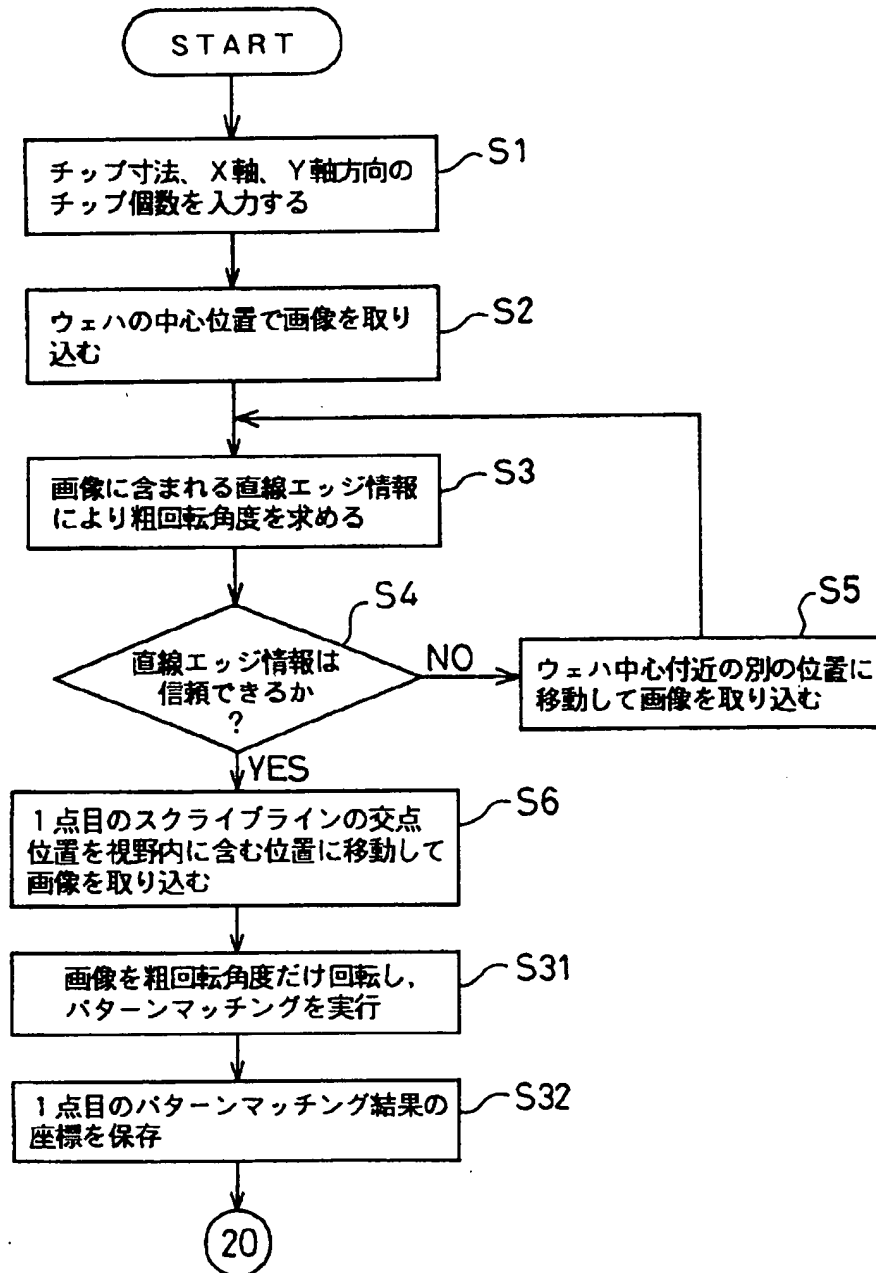 START
S1
チップ寸法、X軸、Y軸方向の
チップ個数を入力する
S2
ウェハの中心位置で画像を取り
込む
S3
画像に含まれる直線エッジ情報
により粗回転角度を求める
S4
直線エッジ情報は
信頼できるか
?
NO
S5
ウェハ中心付近の別の位置に
移動して画像を取り込む
YES
S6
1点目のスクライブラインの交点
位置を視野内に含む位置に移動して
画像を取り込む
S31
画像を粗回転角度だけ回転し,
パターンマッチングを実行
S32
1点目のパターンマッチング結果の
座標を保存
20